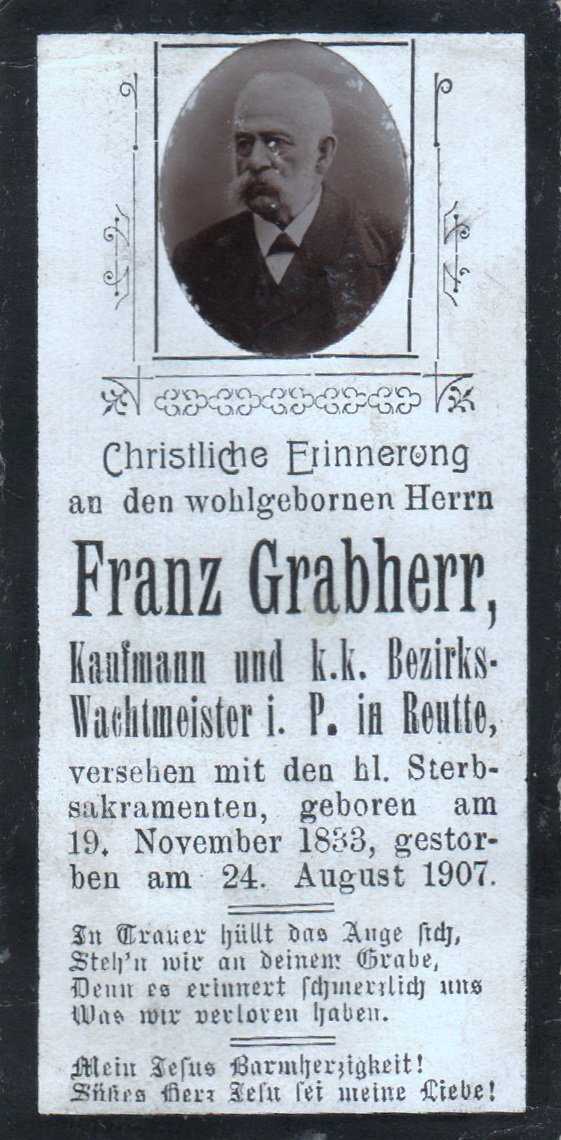 Christliche Erinnerung
an den wohlgebornen Herrn
Franz Grabherr,
Kaufmann und k.k. Bezirks-
Wachtmeister i. P. in Reutte,
versehen mit den hl. Sterb-
sakramenten, geboren am
19. November 1833, gestor-
ben am 24. August 1907.
In Trauer hüllt das Auge sich,
Steh'n wir an deinem Grabe,
Denn es erinnert schmerzlich uns
Was wir verloren haben.
Mein Jesus Barmherzigkeit!
Süßes Herz Jesu sei meine Liebe!